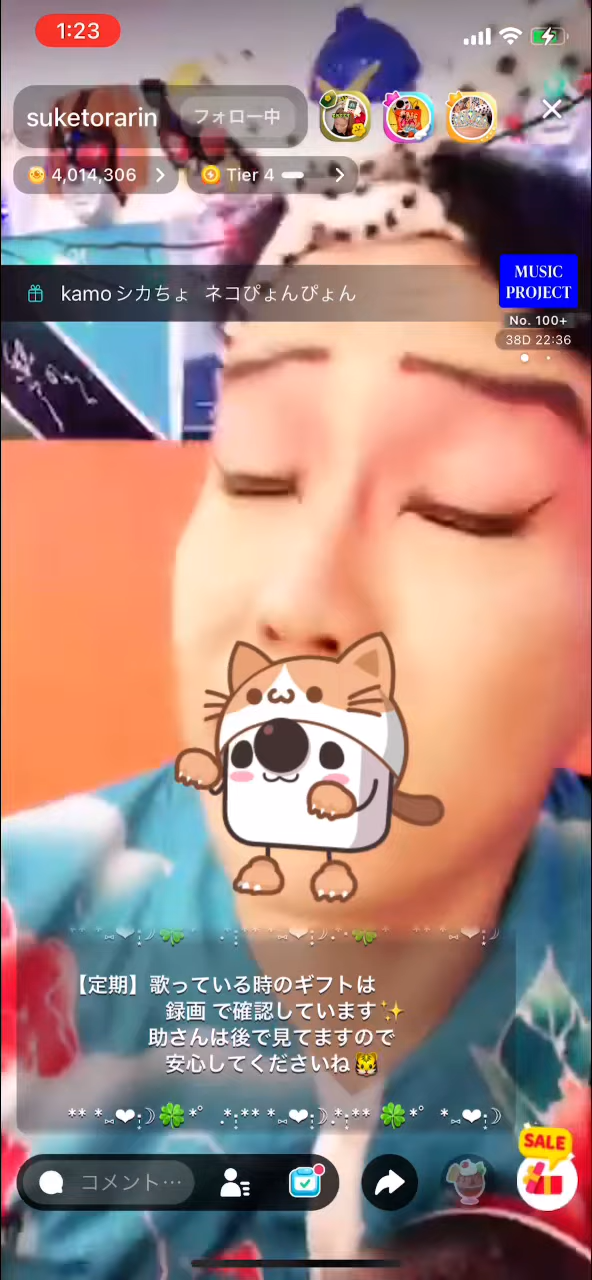 1:23
suketorarin フォロー中
4,014,306
Tier 4
kamoシカちょ ネコぴょんぴょん
MUSIC
PROJECT
No. 100+
38D 22:36
【定期】歌っている時のギフトは
録画 で確認しています✨
助さんは後で見てますので
安心してくださいね🐯
コメント…
SALE